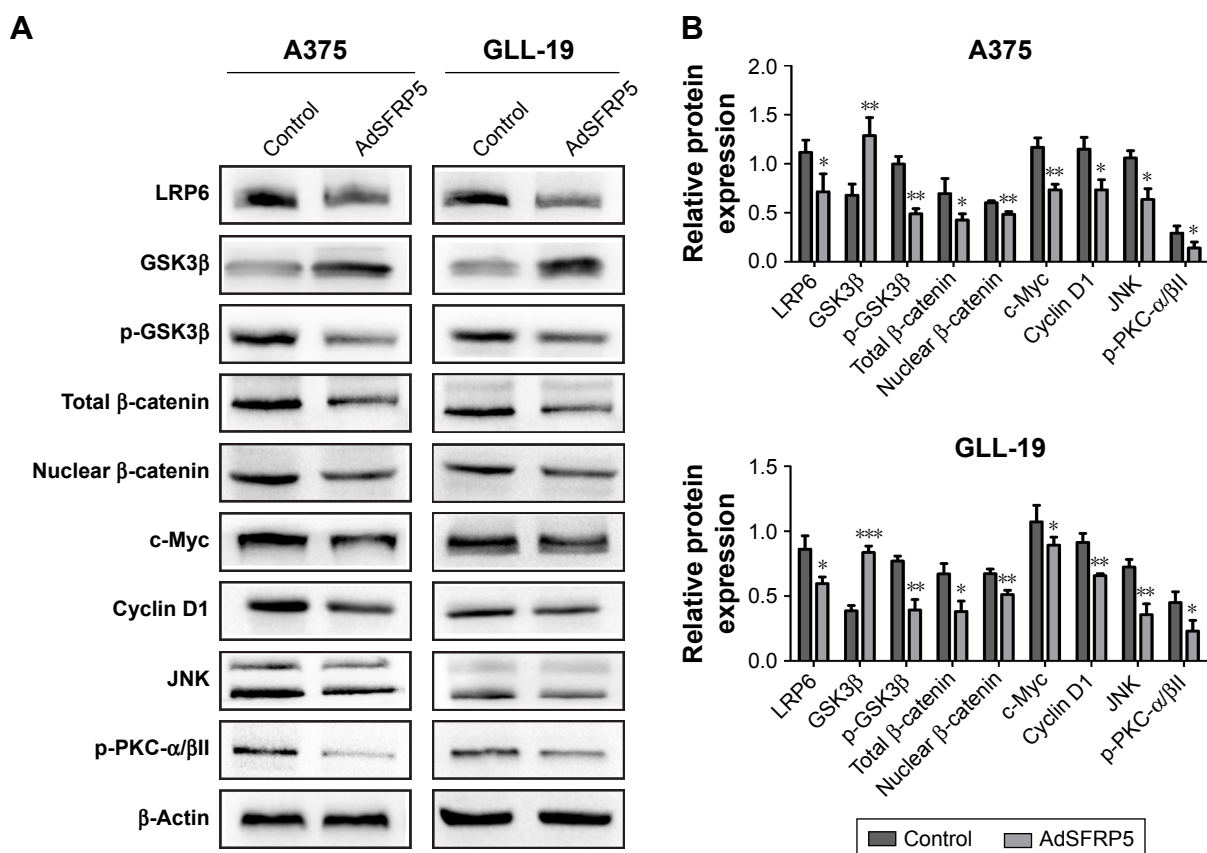 A
A375
GLL-19
Control
AdSFRP5
Control
AdSFRP5
LRP6
GSK3β
p-GSK3β
Total β-catenin
Nuclear β-catenin
c-Myc
Cyclin D1
JNK
p-PKC-α/βII
β-Actin
B
A375
Relative protein
expression
2.0
1.5
1.0
0.5
0.0
*
**
**
*
**
**
*
*
*
LRP6
GSK3β
p-GSK3β
Total β-catenin
Nuclear β-catenin
c-Myc
Cyclin D1
JNK
p-PKC-α/βII
GLL-19
Relative protein
expression
1.5
1.0
0.5
0.0
*
***
**
*
**
*
**
**
*
LRP6
GSK3β
p-GSK3β
Total β-catenin
Nuclear β-catenin
c-Myc
Cyclin D1
JNK
p-PKC-α/βII
Control
AdSFRP5